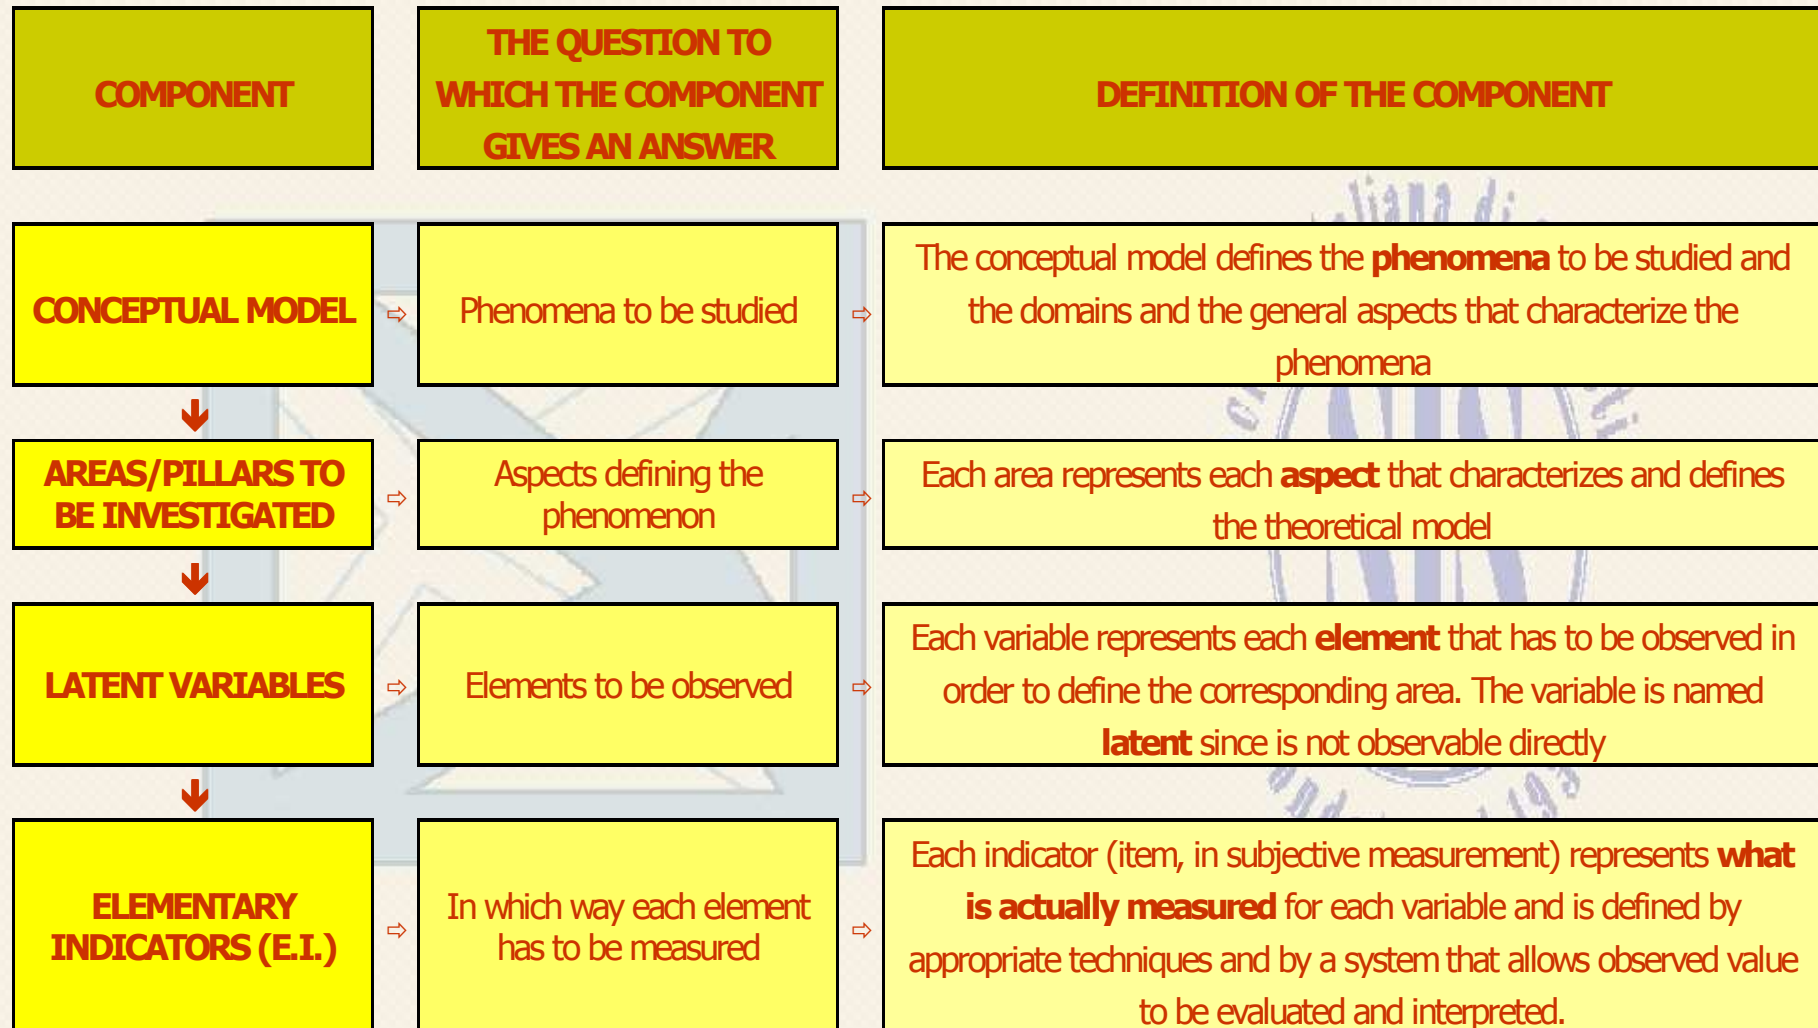 COMPONENT
THE QUESTION TO
WHICH THE COMPONENT
GIVES AN ANSWER
DEFINITION OF THE COMPONENT
CONCEPTUAL MODEL
Phenomena to be studied
The conceptual model defines the phenomena to be studied and
the domains and the general aspects that characterize the
phenomena
AREAS/PILLARS TO
BE INVESTIGATED
Aspects defining the
phenomenon
Each area represents each aspect that characterizes and defines
the theoretical model
LATENT VARIABLES
Elements to be observed
Each variable represents each element that has to be observed in
order to define the corresponding area. The variable is named
latent since is not observable directly
ELEMENTARY
INDICATORS (E.I.)
In which way each element
has to be measured
Each indicator (item, in subjective measurement) represents what
is actually measured for each variable and is defined by
appropriate techniques and by a system that allows observed value
to be evaluated and interpreted.